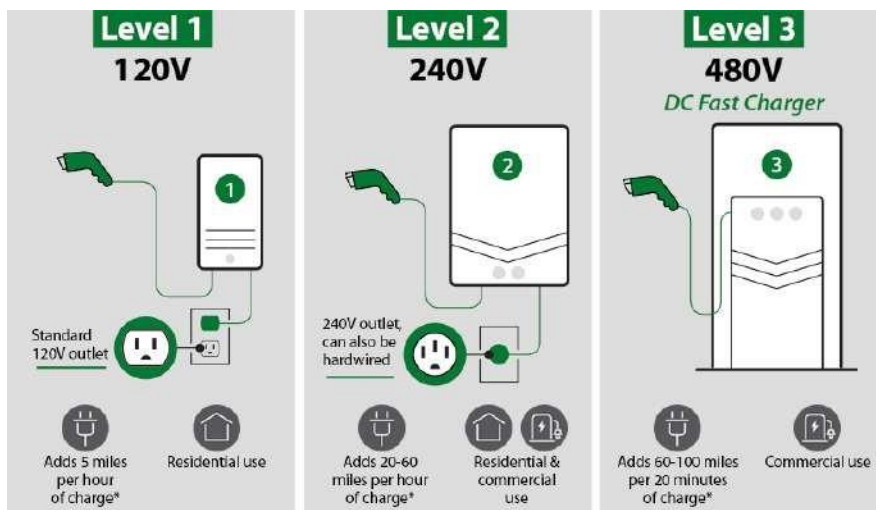 Level 1
120V
1
Standard
120V outlet
Adds 5 miles
per hour
of charge*
Residential use
Level 2
240V
2
240V outlet,
can also be
hardwired
Adds 20-60
miles per hour
of charge*
Residential &
commercial
use
Level 3
480V
DC Fast Charger
3
Adds 60-100 miles
per 20 minutes
of charge*
Commercial use